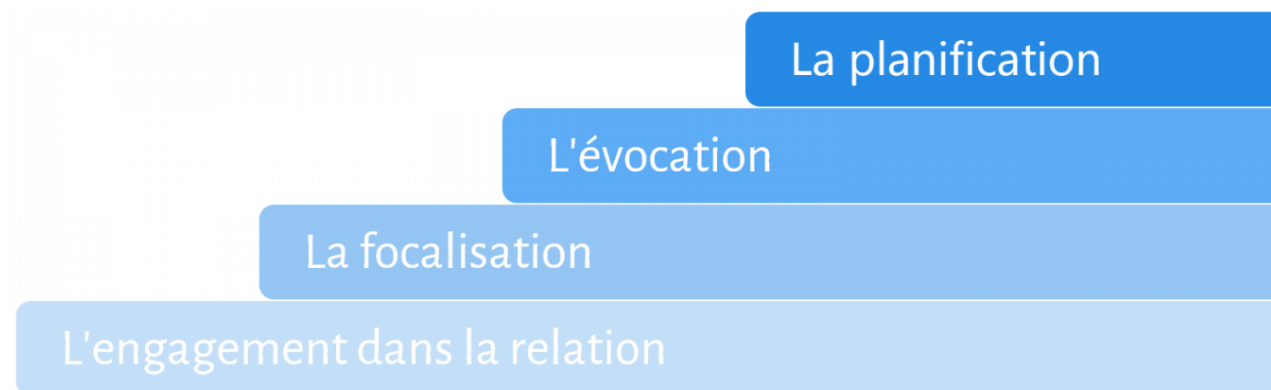 La planification
L'évocation
La focalisation
L'engagement dans la relation